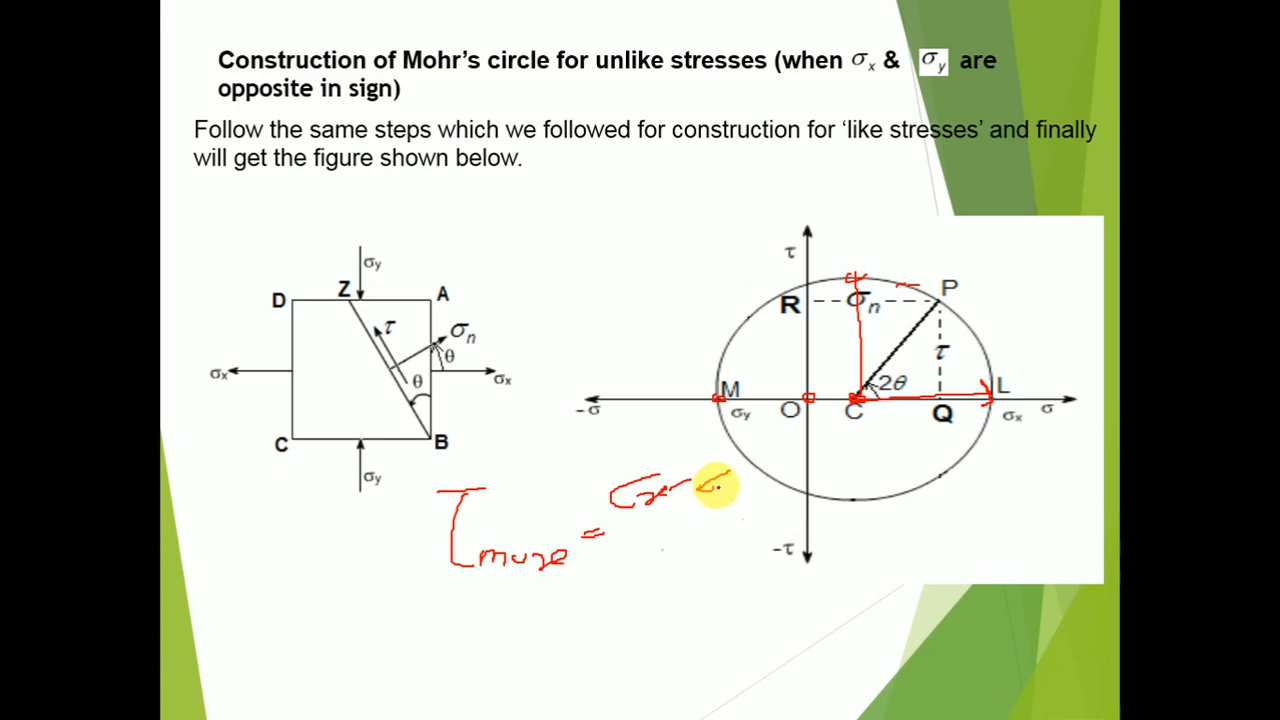 Construction of Mohr's circle for unlike stresses (when σx & σy are
opposite in sign)
Follow the same steps which we followed for construction for ‘like stresses’ and finally
will get the figure shown below.
σy
D Z A
τ σn
θ
σx θ σx
C B
σy
τ
R σn P
τ
M 2θ L
-σ σy O C Q σx σ
-τ
τmax = σx - σ